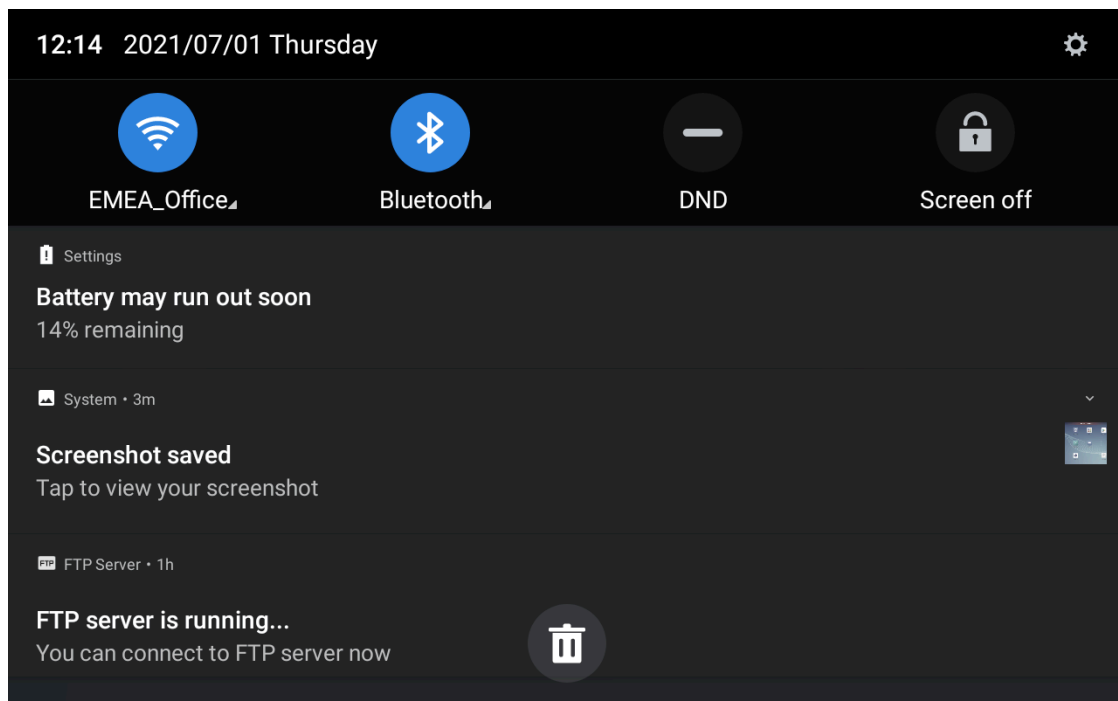 12:14 2021/07/01 Thursday
EMEA_Office Bluetooth DND Screen off
Settings
Battery may run out soon
14% remaining
System • 3m
Screenshot saved
Tap to view your screenshot
FTP FTP Server • 1h
FTP server is running...
You can connect to FTP server now